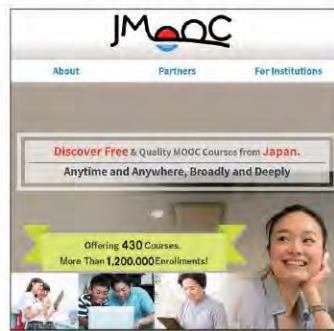 JMOOC
About Partners For Institutions
Discover Free & Quality MOOC Courses from Japan.
Anytime and Anywhere, Broadly and Deeply
Offering 430 Courses.
More Than 1,200,000 Enrollments!